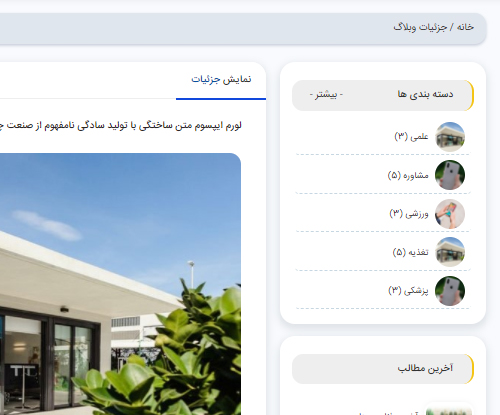 خانه / جزئیات وبلاگ
دسته بندی ها
- بیشتر -
علمی (۳)
مشاوره (۵)
ورزشی (۳)
تغذیه (۵)
پزشکی (۳)
آخرین مطالب
نمایش جزئیات
لورم ایپسوم متن ساختگی با تولید سادگی نامفهوم از صنعت